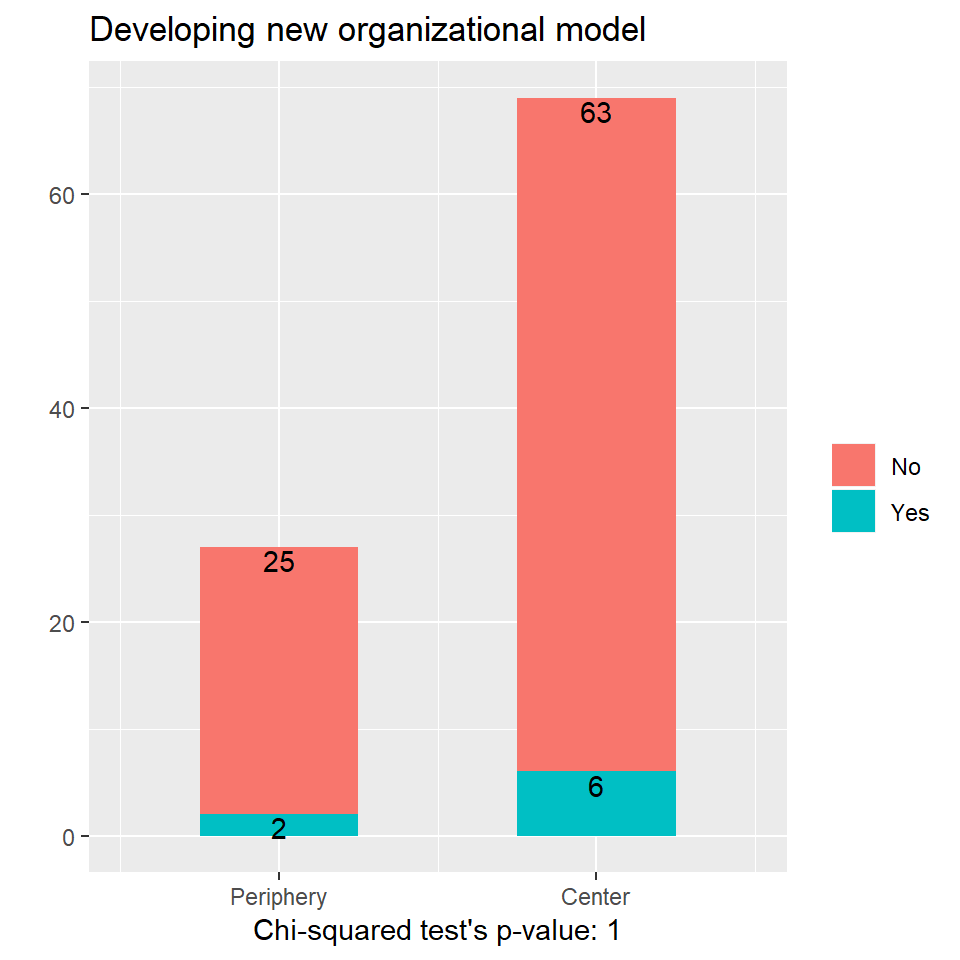 Developing new organizational model
63
60
40
No
Yes
25
20
6
2
0
Periphery Center
Chi-squared test's p-value: 1